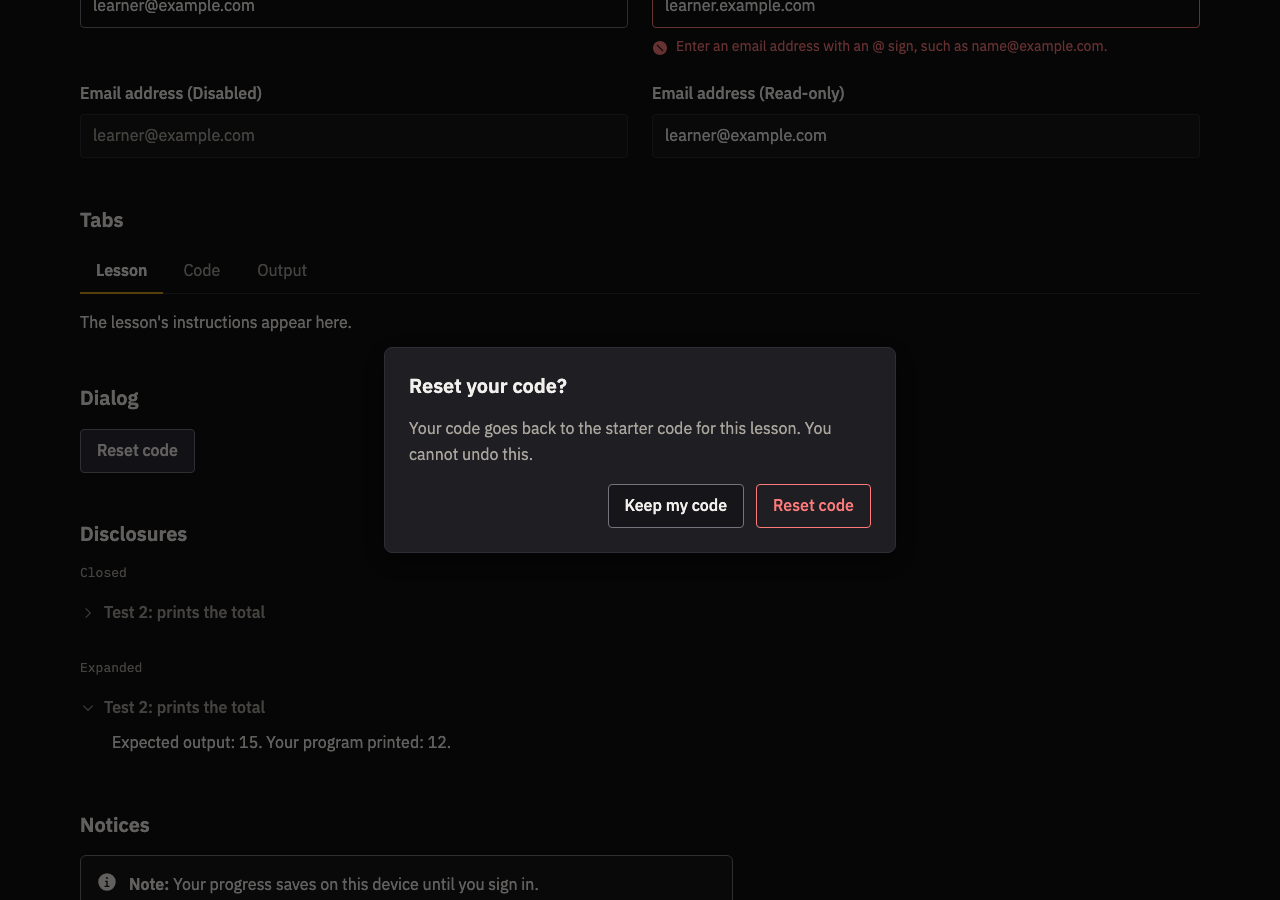 learner@example.com
learner.example.com
Enter an email address with an @ sign, such as name@example.com.
Email address (Disabled)
Email address (Read-only)
learner@example.com
learner@example.com
Tabs
Lesson Code Output
The lesson's instructions appear here.
Reset your code?
Your code goes back to the starter code for this lesson. You
cannot undo this.
Keep my code Reset code
Dialog
Reset code
Disclosures
Closed
Test 2: prints the total
Expanded
Test 2: prints the total
Expected output: 15. Your program printed: 12.
Notices
Note: Your progress saves on this device until you sign in.